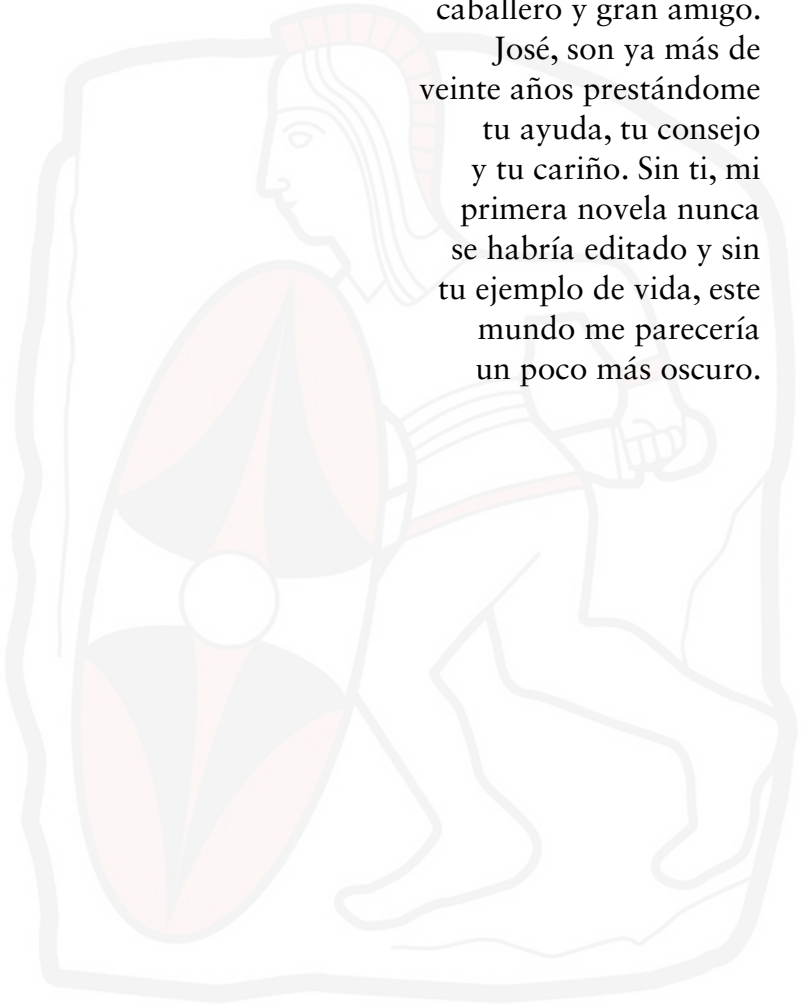 caballero y gran amigo.
José, son ya más de
veinte años prestándome
tu ayuda, tu consejo
y tu cariño. Sin ti, mi
primera novela nunca
se habría editado y sin
tu ejemplo de vida, este
mundo me parecería
un poco más oscuro.